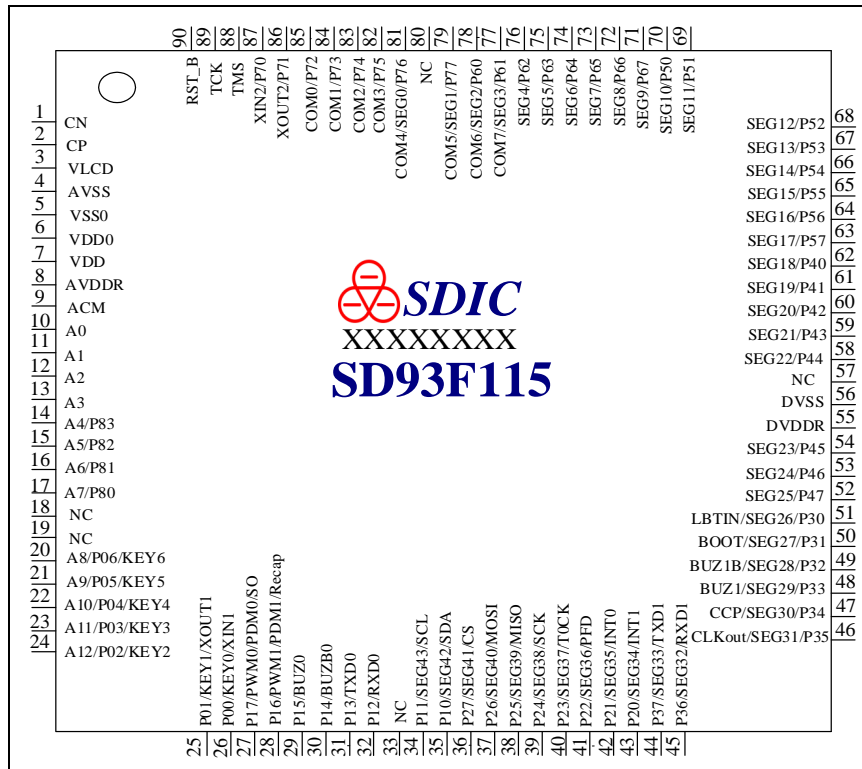 90
89
88
87
86
85
84
83
82
81
80
79
78
77
76
75
74
73
72
71
70
69
RST_B
TCK
TMS
XIN2/P70
XOUT2/P71
COM0/P72
COM1/P73
COM2/P74
COM3/P75
COM4/SEG0/P76
NC
COM5/SEG1/P77
COM6/SEG2/P60
COM7/SEG3/P61
SEG4/P62
SEG5/P63
SEG6/P64
SEG7/P65
SEG8/P66
SEG9/P67
SEG10/P50
SEG11/P51
1 CN
2 CP
3 VLCD
4 AVSS
5 VSS0
6 VDD0
7 VDD
8 AVDDR
9 ACM
10 A0
11 A1
12 A2
13 A3
14 A4/P83
15 A5/P82
16 A6/P81
17 A7/P80
18 NC
19 NC
20 A8/P06/KEY6
21 A9/P05/KEY5
22 A10/P04/KEY4
23 A11/P03/KEY3
24 A12/P02/KEY2
SDIC
XXXXXXXX
SD93F115
SEG12/P52 68
SEG13/P53 67
SEG14/P54 66
SEG15/P55 65
SEG16/P56 64
SEG17/P57 63
SEG18/P40 62
SEG19/P41 61
SEG20/P42 60
SEG21/P43 59
SEG22/P44 58
NC 57
DVSS 56
DVDDR 55
SEG23/P45 54
SEG24/P46 53
SEG25/P47 52
LBTIN/SEG26/P30 51
BOOT/SEG27/P31 50
BUZ1B/SEG28/P32 49
BUZ1/SEG29/P33 48
CCP/SEG30/P34 47
CLKout/SEG31/P35 46
P01/KEY1/XOUT1
P00/KEY0/XIN1
P17/PWM0/PDM0/SO
P16/PWM1/PDM1/Recap
P15/BUZ0
P14/BUZB0
P13/TXD0
P12/RXD0
NC
P11/SEG43/SCL
P10/SEG42/SDA
P27/SEG41/CS
P26/SEG40/MOSI
P25/SEG39/MISO
P24/SEG38/SCK
P23/SEG37/T0CK
P22/SEG36/PFD
P21/SEG35/INT0
P20/SEG34/INT1
P37/SEG33/TXD1
P36/SEG32/RXD1
25
26
27
28
29
30
31
32
33
34
35
36
37
38
39
40
41
42
43
44
45